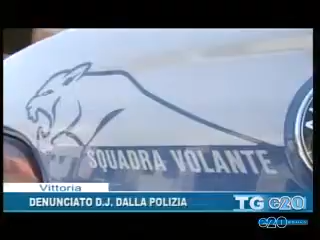 SQUADRA VOLANTE
Vittoria
DENUNCIATO D.J. DALLA POLIZIA
TG e20
e20